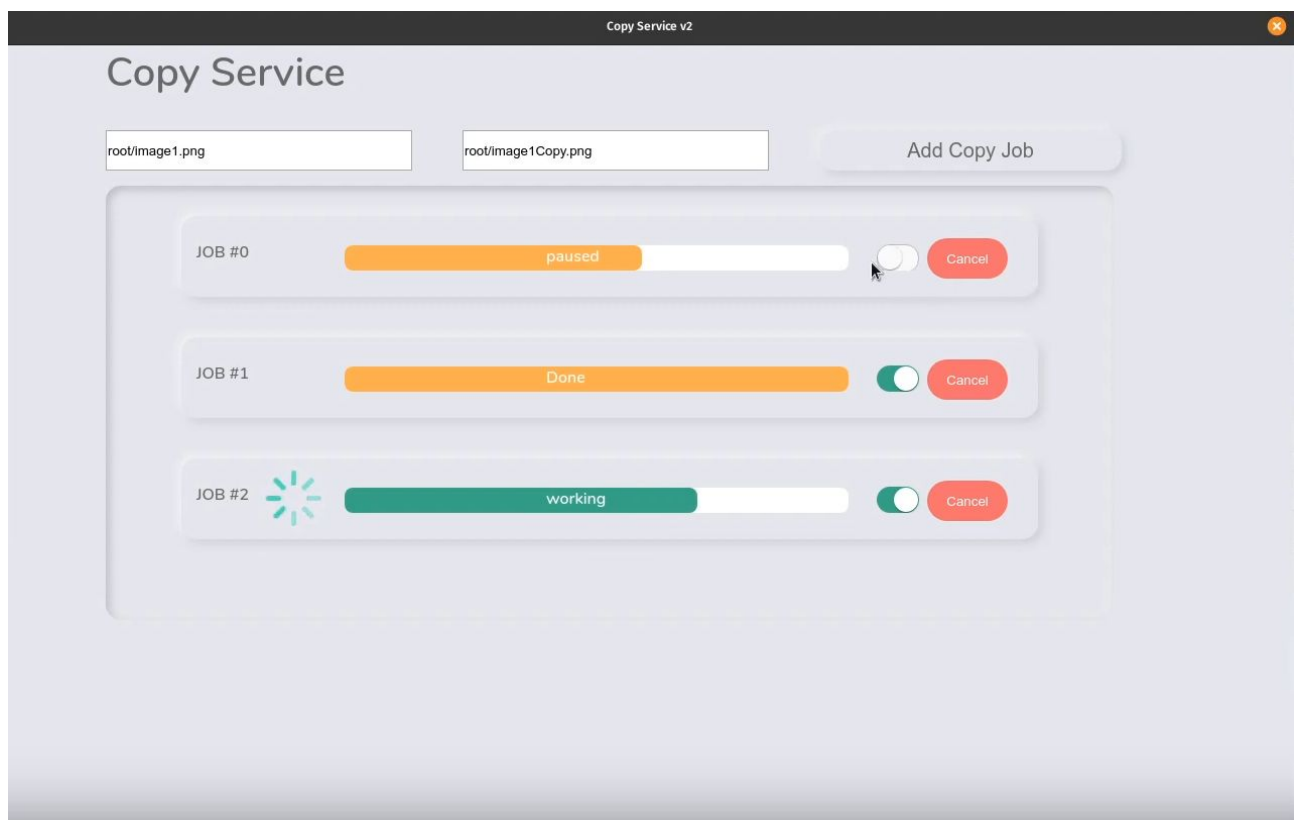 Copy Service v2
Copy Service
root/image1.png
root/image1Copy.png
Add Copy Job
JOB #0
paused
Cancel
JOB #1
Done
Cancel
JOB #2
working
Cancel